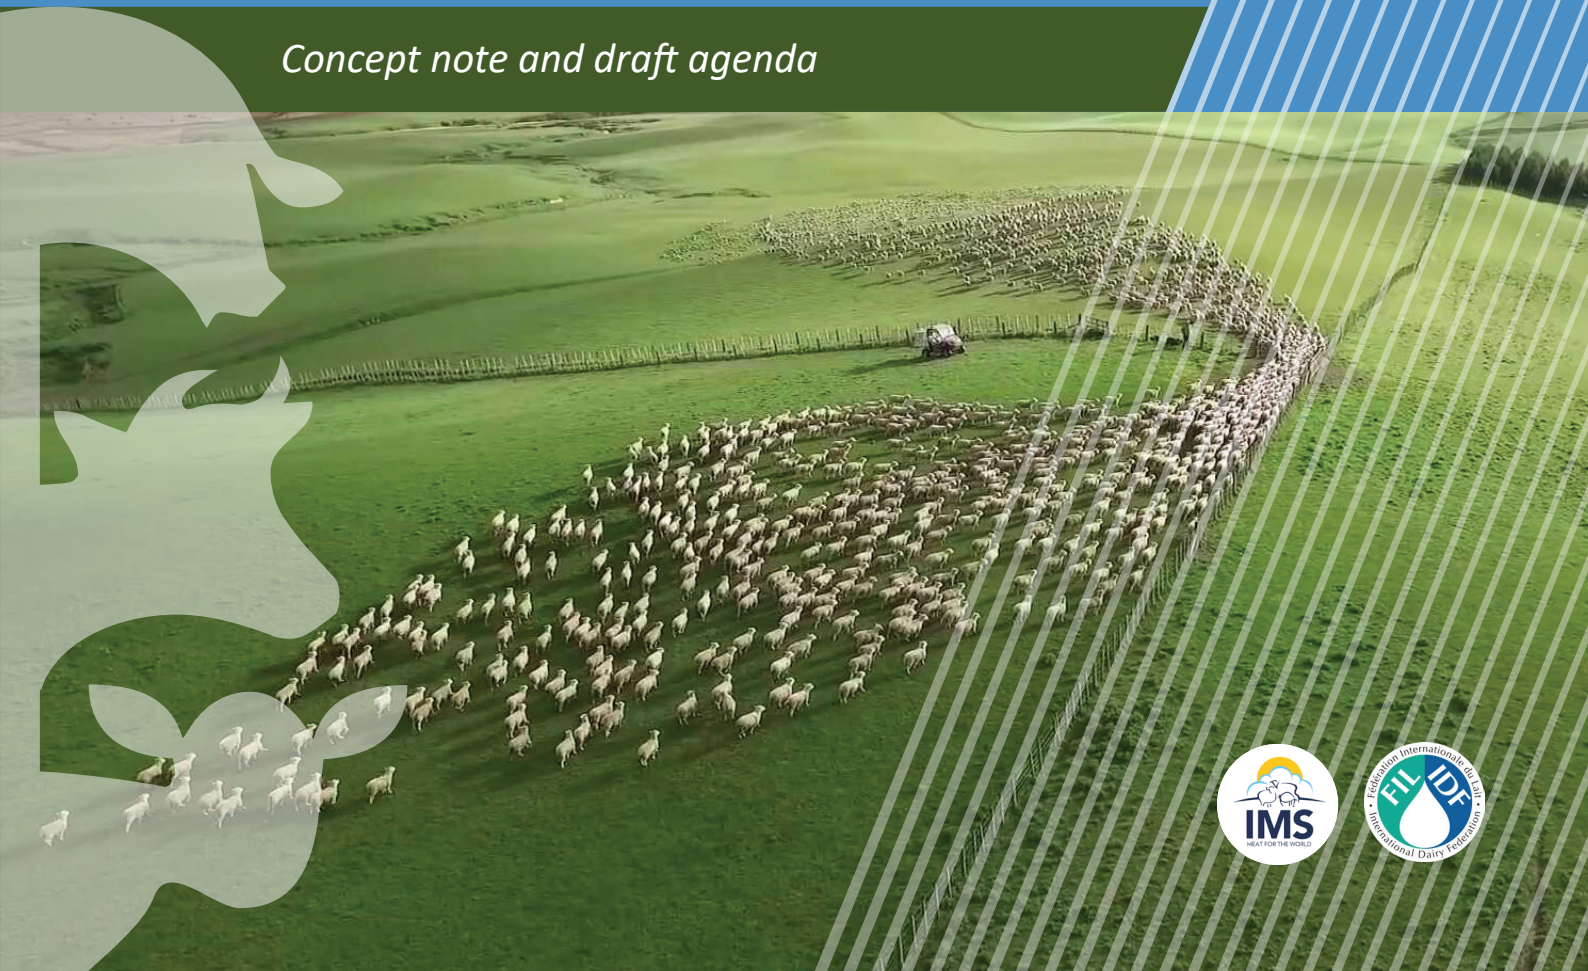 Concept note and draft agenda
IMS
MEAT FOR THE WORLD
Fédération Internationale du Lait
FIL IDF
International Dairy Federation